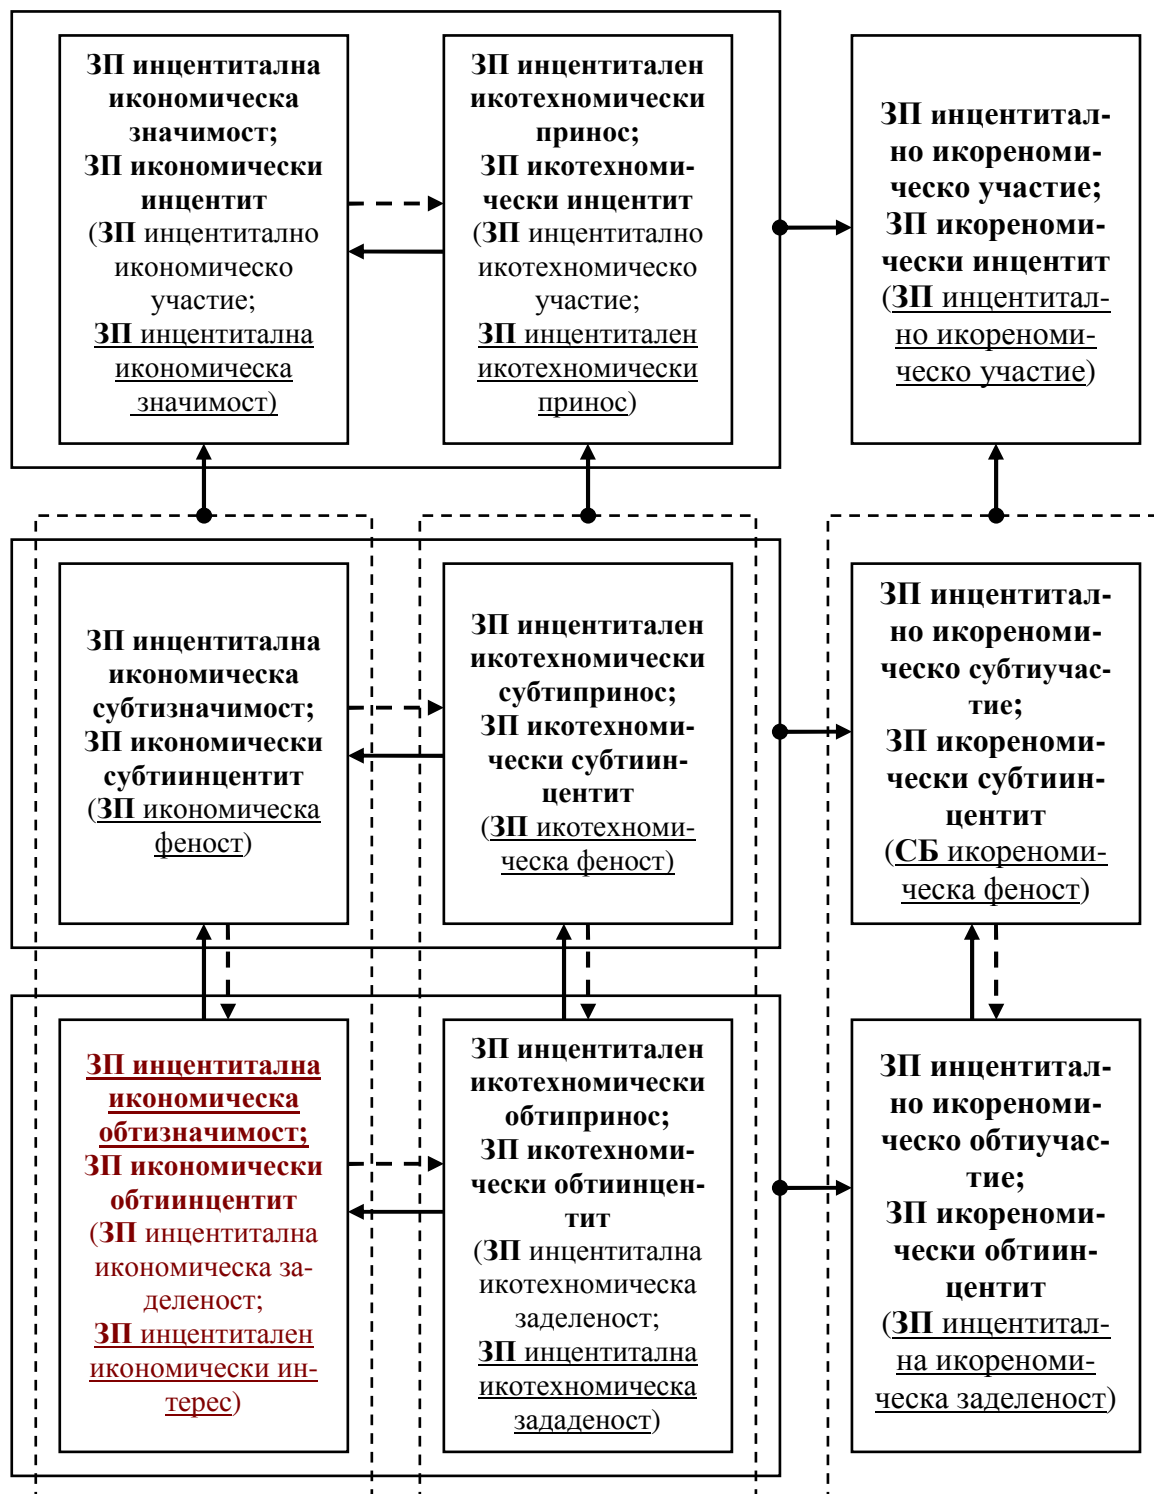 ЗП инцентитална
икономическа
значимост;
ЗП икономически
инцентит
(ЗП инцентитално
икономическо
участие;
ЗП инцентитална
икономическа
значимост)
ЗП инцентитален
икотехномически
принос;
ЗП икотехноми-
чески инцентит
(ЗП инцентитално
икотехномическо
участие;
ЗП инцентитален
икотехномически
принос)
ЗП инцентитал-
но икореноми-
ческо участие;
ЗП икореноми-
чески инцентит
(ЗП инцентитал-
но икореноми-
ческо участие)
ЗП инцентитална
икономическа
субтизначимост;
ЗП икономически
субтиинцентит
(ЗП икономическа
феност)
ЗП инцентитален
икотехномически
субтипринос;
ЗП икотехноми-
чески субтиин-
центит
(ЗП икотехноми-
ческа феност)
ЗП инцентитал-
но икореноми-
ческо субтиучас-
тие;
ЗП икореноми-
чески субтиин-
центит
(СБ икореноми-
ческа феност)
ЗП инцентитална
икономическа
обтизначимост;
ЗП икономически
обтиинцентит
(ЗП инцентитална
икономическа за-
деленост;
ЗП инцентитален
икономически ин-
терес)
ЗП инцентитален
икотехномически
обтипринос;
ЗП икотехноми-
чески обтиинцен-
тит
(ЗП инцентитална
икотехномическа
заделеност;
ЗП инцентитална
икотехномическа
зададеност)
ЗП инцентитал-
но икореноми-
ческо обтиучас-
тие;
ЗП икореноми-
чески обтиин-
центит
(ЗП инцентитал-
на икореноми-
ческа заделеност)